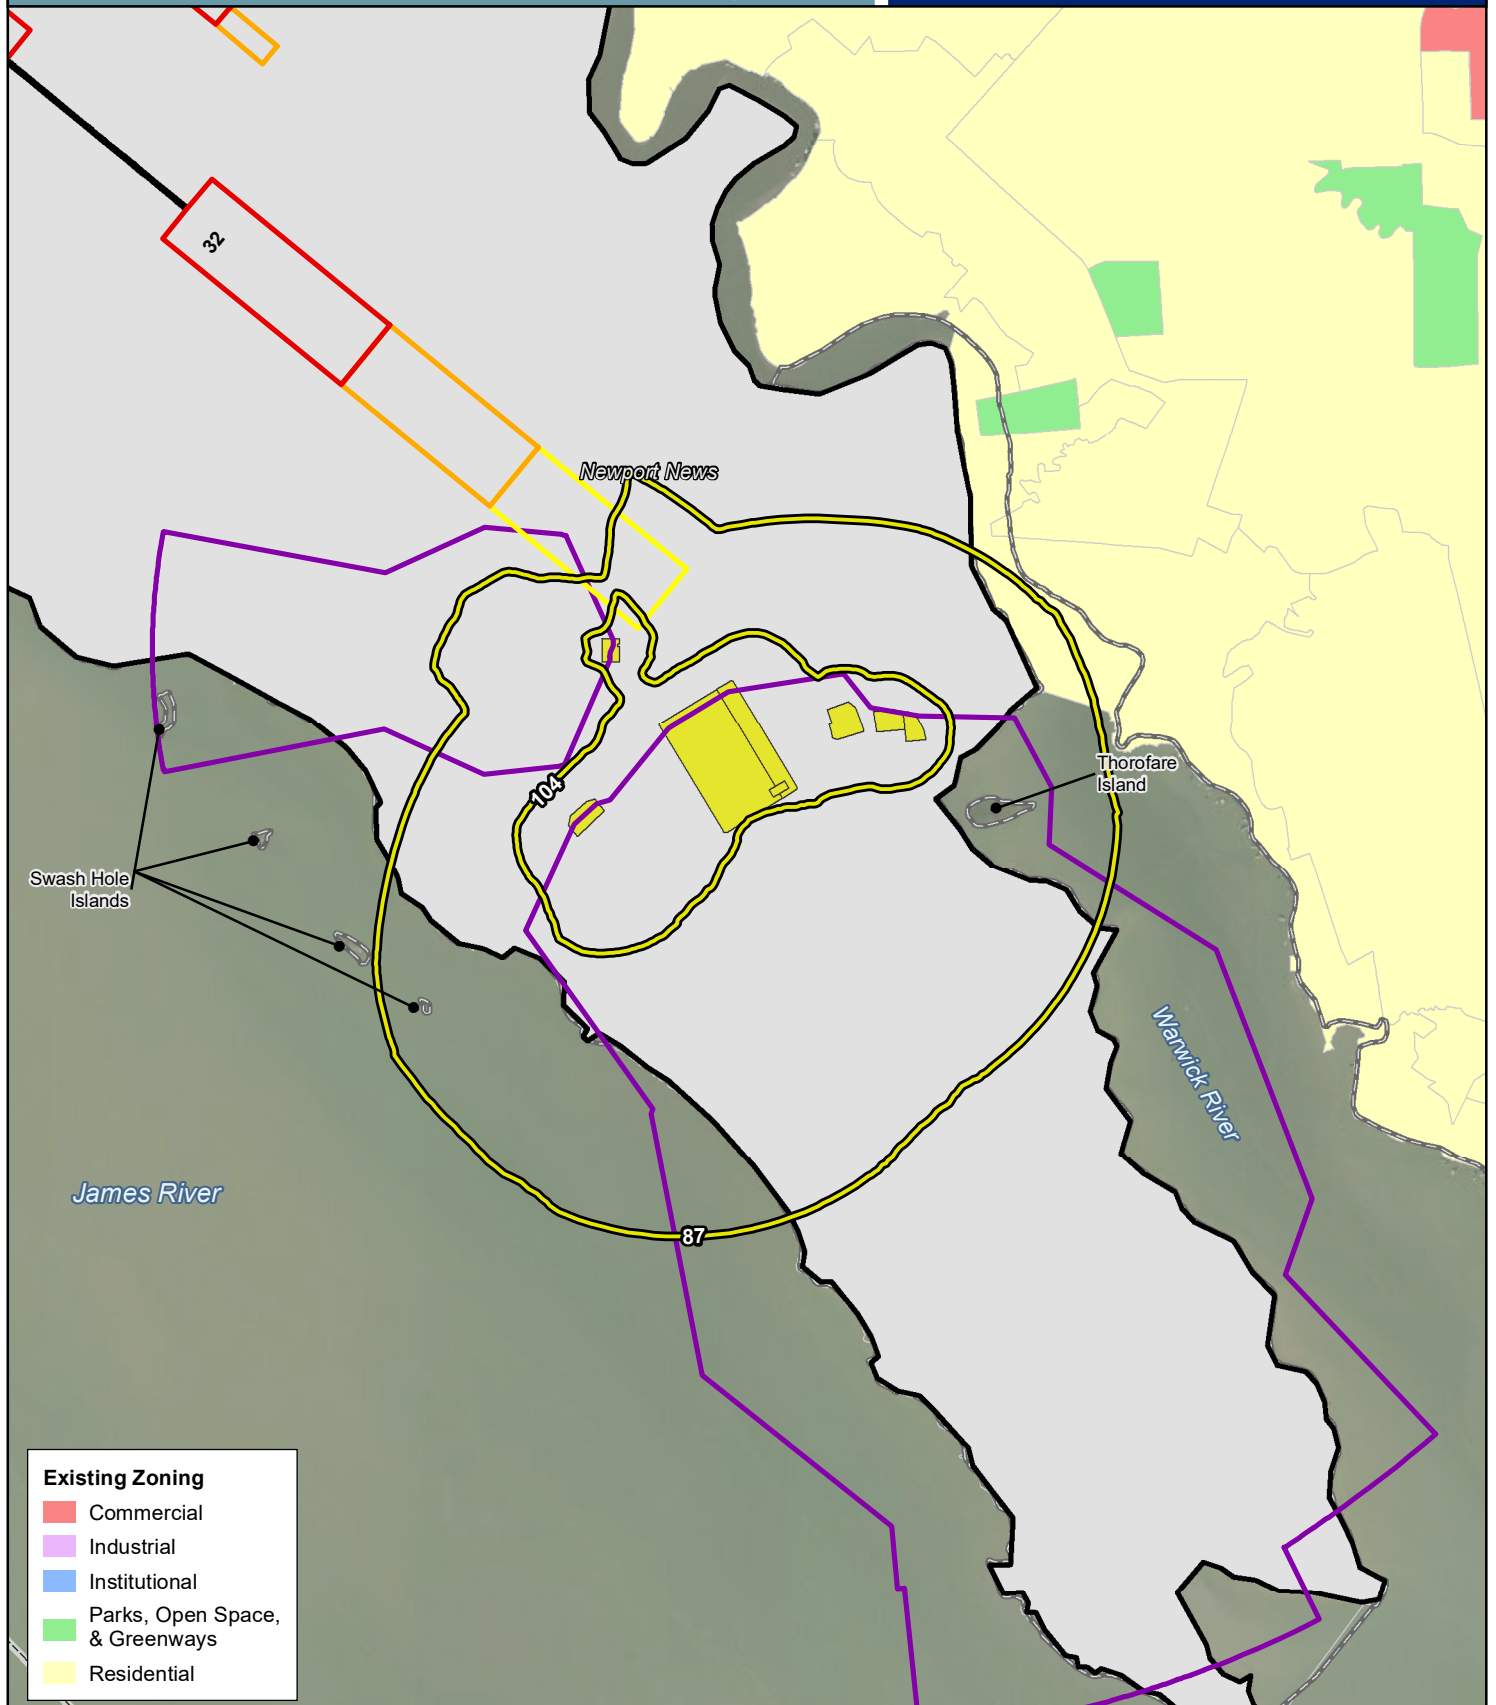 32
Newport News
104
Thorofare
Island
Swash Hole
Islands
Warwick River
James River
87
Existing Zoning
Commercial
Industrial
Institutional
Parks, Open Space,
& Greenways
Residential